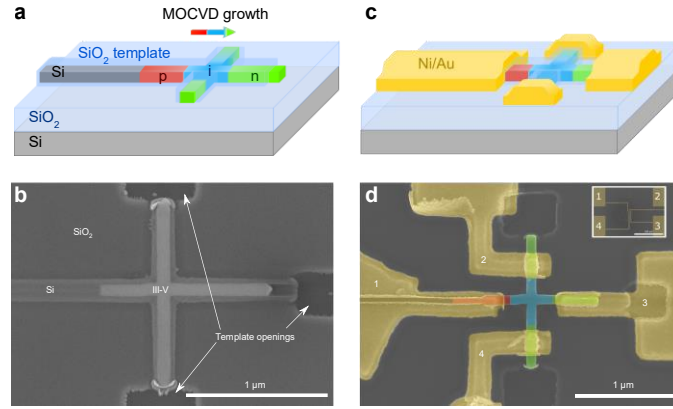 a
MOCVD growth
SiO2 template
Si
p
i
n
SiO2
Si
c
Ni/Au
b
SiO2
Si
III-V
Template openings
1 µm
d
1
2
3
4
1
2
4
3
1 µm